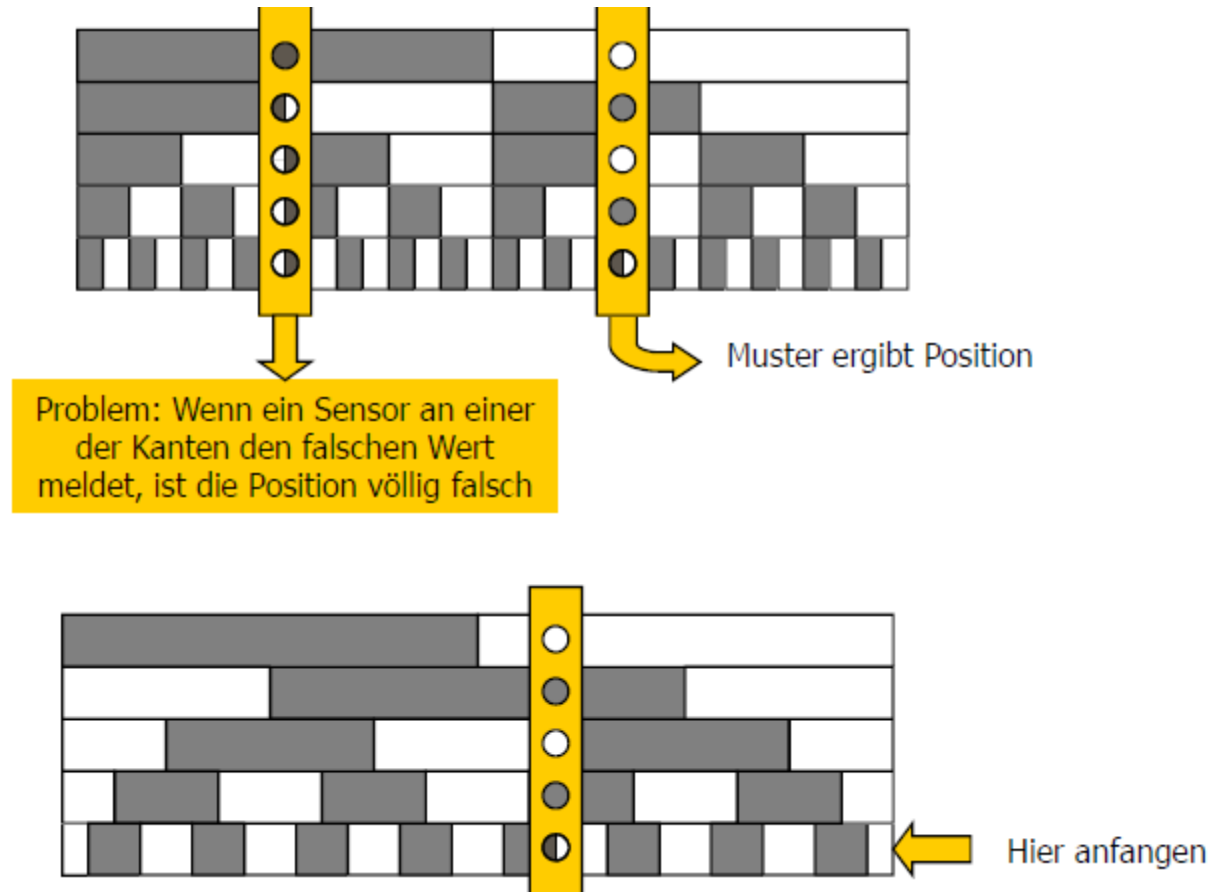 Muster ergibt Position
Problem: Wenn ein Sensor an einer
der Kanten den falschen Wert
meldet, ist die Position völlig falsch
Hier anfangen